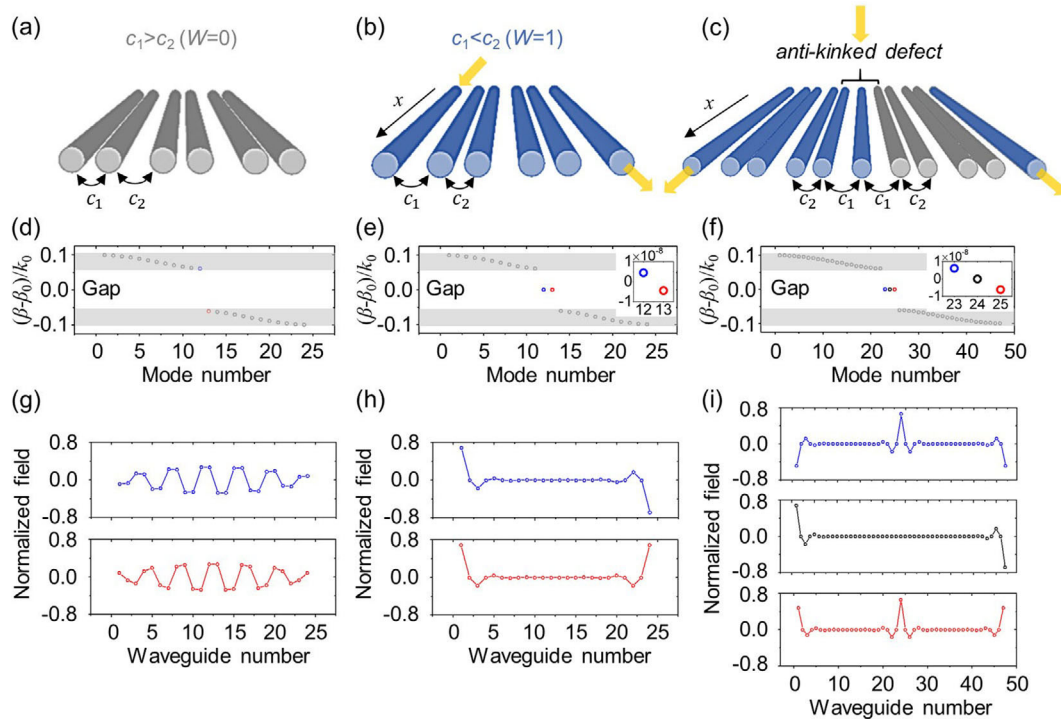 (a)
c₁>c₂ (W=0)
c₁
c₂
(b)
c₁<c₂ (W=1)
x
c₁
c₂
(c)
anti-kinked defect
x
c₂
c₁
c₁
c₂
(d)
(β-β₀)/k₀
0.1
0.0
-0.1
Gap
0 5 10 15 20 25
Mode number
(e)
(β-β₀)/k₀
0.1
0.0
-0.1
Gap
×10⁻⁸
1
0
-1
12 13
0 5 10 15 20 25
Mode number
(f)
(β-β₀)/k₀
0.1
0.0
-0.1
Gap
×10⁻⁸
1
0
-1
23 24 25
0 10 20 30 40 50
Mode number
(g)
Normalized field
0.8
0.0
-0.8
0.8
0.0
-0.8
0 5 10 15 20 25
Waveguide number
(h)
Normalized field
0.8
0.0
-0.8
0.8
0.0
-0.8
0 5 10 15 20 25
Waveguide number
(i)
Normalized field
0.8
0.0
-0.8
0.8
0.0
-0.8
0.8
0.0
-0.8
0 10 20 30 40 50
Waveguide number